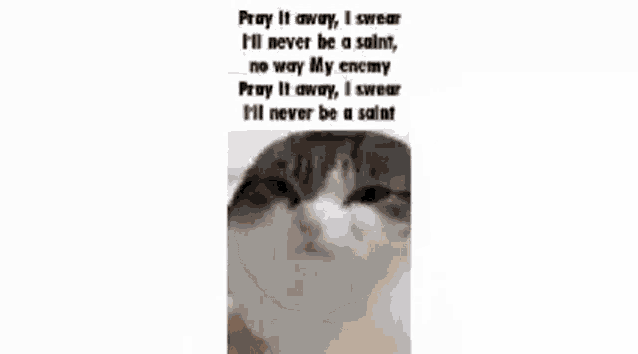 Pray It away, I swear
I'll never be a saint,
no way My enemy
Pray It away, I swear
I'll never be a saint